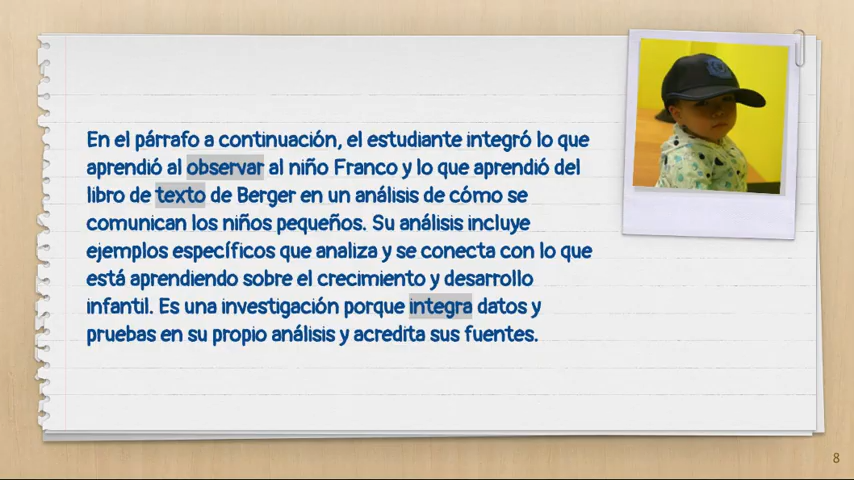 En el párrafo a continuación, el estudiante integró lo que
aprendió al observar al niño Franco y lo que aprendió del
libro de texto de Berger en un análisis de cómo se
comunican los niños pequeños. Su análisis incluye
ejemplos específicos que analiza y se conecta con lo que
está aprendiendo sobre el crecimiento y desarrollo
infantil. Es una investigación porque integra datos y
pruebas en su propio análisis y acredita sus fuentes.
8